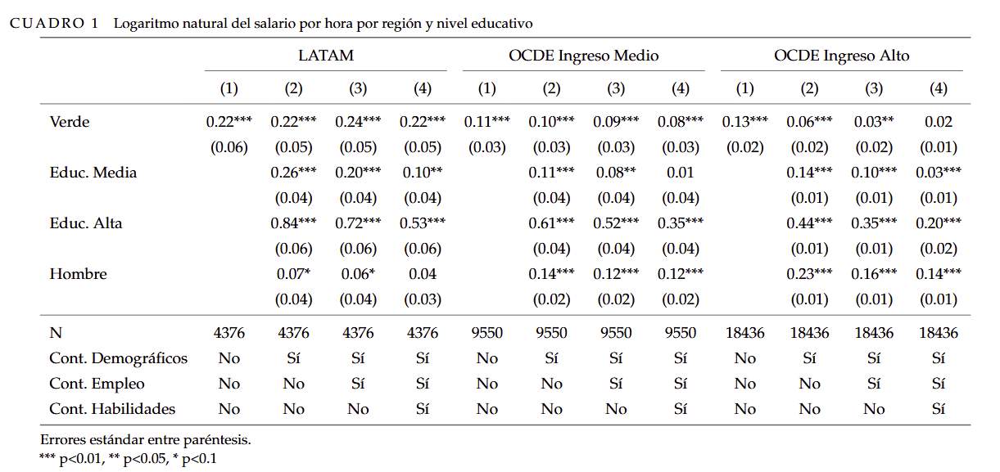 CUADRO 1 Logaritmo natural del salario por hora por región y nivel educativo
LATAM OCDE Ingreso Medio OCDE Ingreso Alto
(1) (2) (3) (4) (1) (2) (3) (4) (1) (2) (3) (4)
Verde 0.22*** 0.22*** 0.24*** 0.22*** 0.11*** 0.10*** 0.09*** 0.08*** 0.13*** 0.06*** 0.03** 0.02
(0.06) (0.05) (0.05) (0.05) (0.03) (0.03) (0.03) (0.03) (0.02) (0.02) (0.02) (0.01)
Educ. Media 0.26*** 0.20*** 0.10** 0.11*** 0.08** 0.01 0.14*** 0.10*** 0.03***
(0.04) (0.04) (0.04) (0.04) (0.04) (0.04) (0.01) (0.01) (0.01)
Educ. Alta 0.84*** 0.72*** 0.53*** 0.61*** 0.52*** 0.35*** 0.44*** 0.35*** 0.20***
(0.06) (0.06) (0.06) (0.04) (0.04) (0.04) (0.01) (0.01) (0.02)
Hombre 0.07* 0.06* 0.04 0.14*** 0.12*** 0.12*** 0.23*** 0.16*** 0.14***
(0.04) (0.04) (0.03) (0.02) (0.02) (0.02) (0.01) (0.01) (0.01)
N 4376 4376 4376 4376 9550 9550 9550 9550 18436 18436 18436 18436
Cont. Demográficos No Sí Sí Sí No Sí Sí Sí No Sí Sí Sí
Cont. Empleo No No Sí Sí No No Sí Sí No No Sí Sí
Cont. Habilidades No No No Sí No No No Sí No No No Sí
Errores estándar entre paréntesis.
*** p<0.01, ** p<0.05, * p<0.1